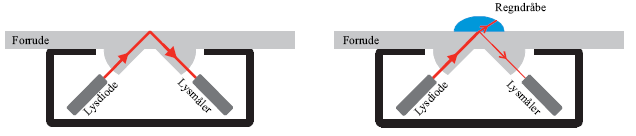 Forrude
Lysdiode
Lysmåler
Regndråbe
Forrude
Lysdiode
Lysmåler